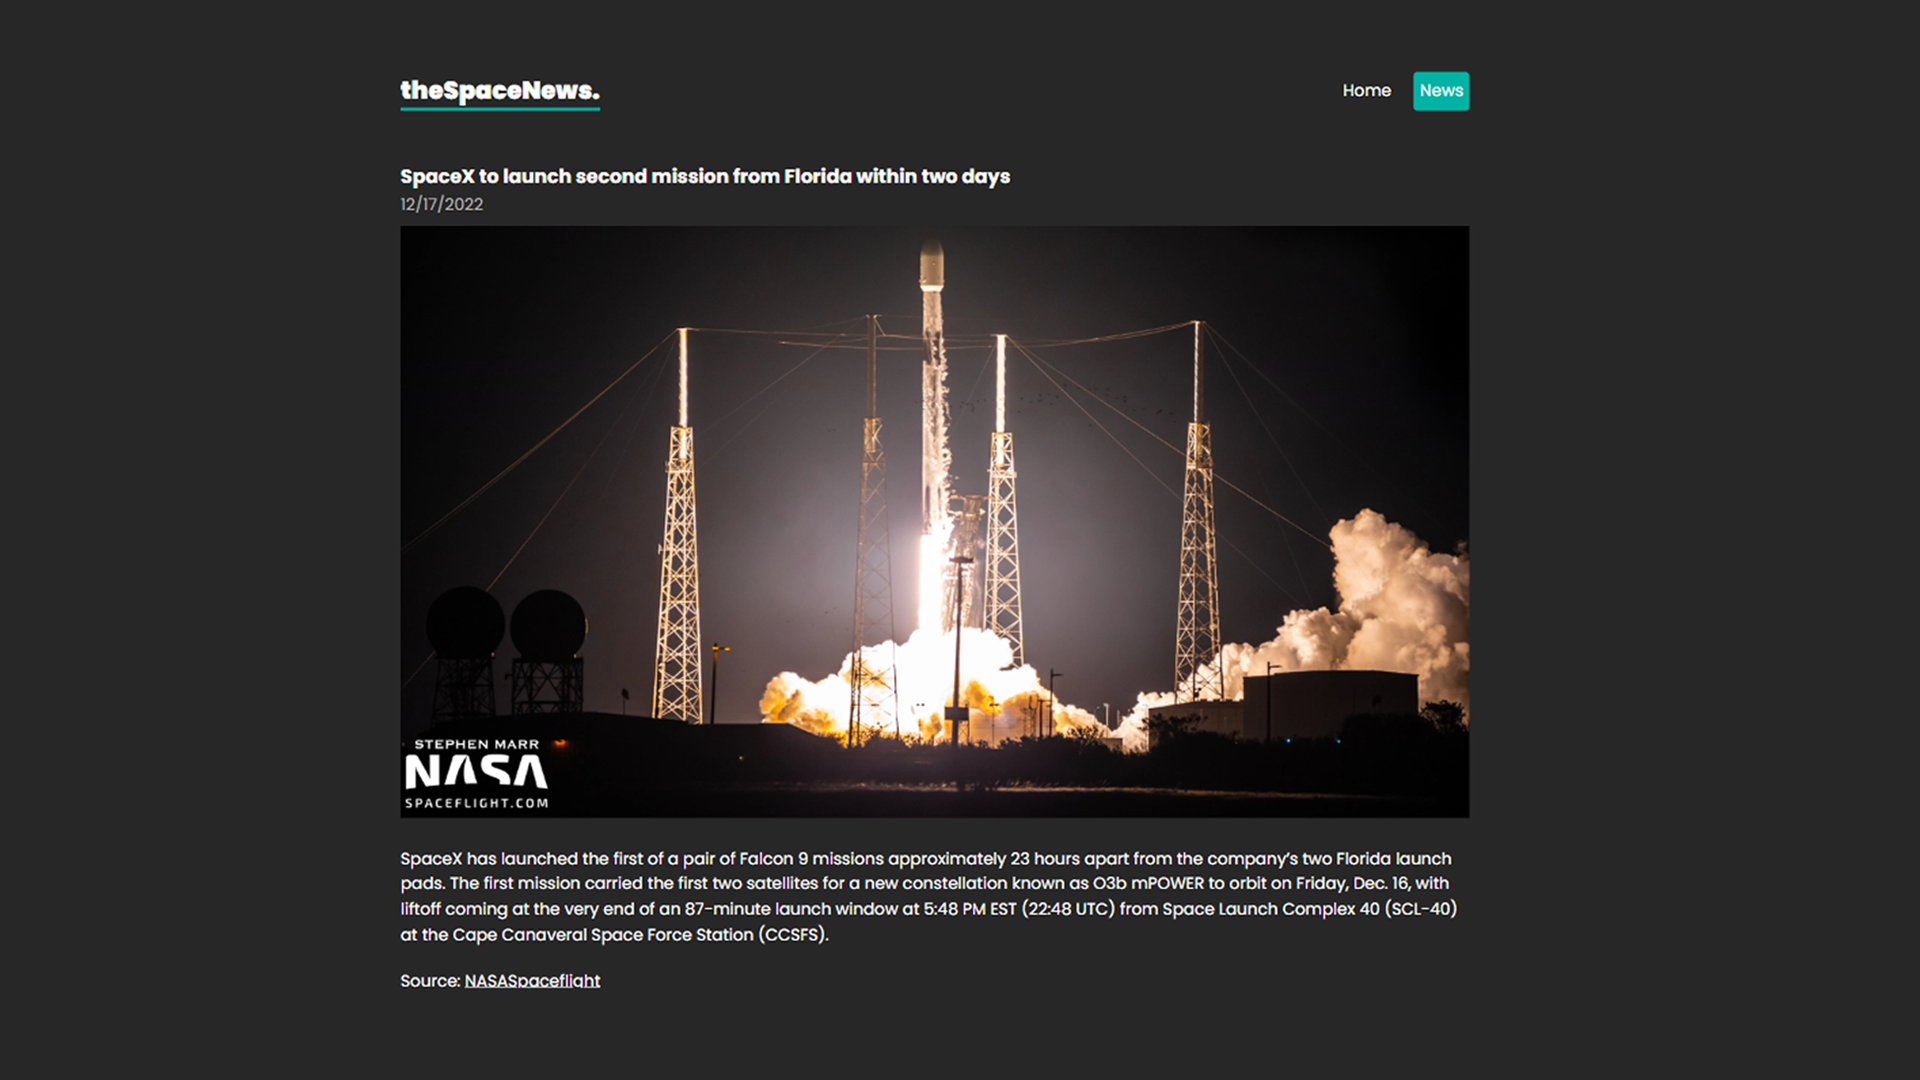 theSpaceNews.
Home
News
SpaceX to launch second mission from Florida within two days
12/17/2022
STEPHEN MARR
NASA
SPACEFLIGHT.COM
SpaceX has launched the first of a pair of Falcon 9 missions approximately 23 hours apart from the company’s two Florida launch
pads. The first mission carried the first two satellites for a new constellation known as O3b mPOWER to orbit on Friday, Dec. 16, with
liftoff coming at the very end of an 87-minute launch window at 5:48 PM EST (22:48 UTC) from Space Launch Complex 40 (SCL-40)
at the Cape Canaveral Space Force Station (CCSFS).
Source: NASASpaceflight